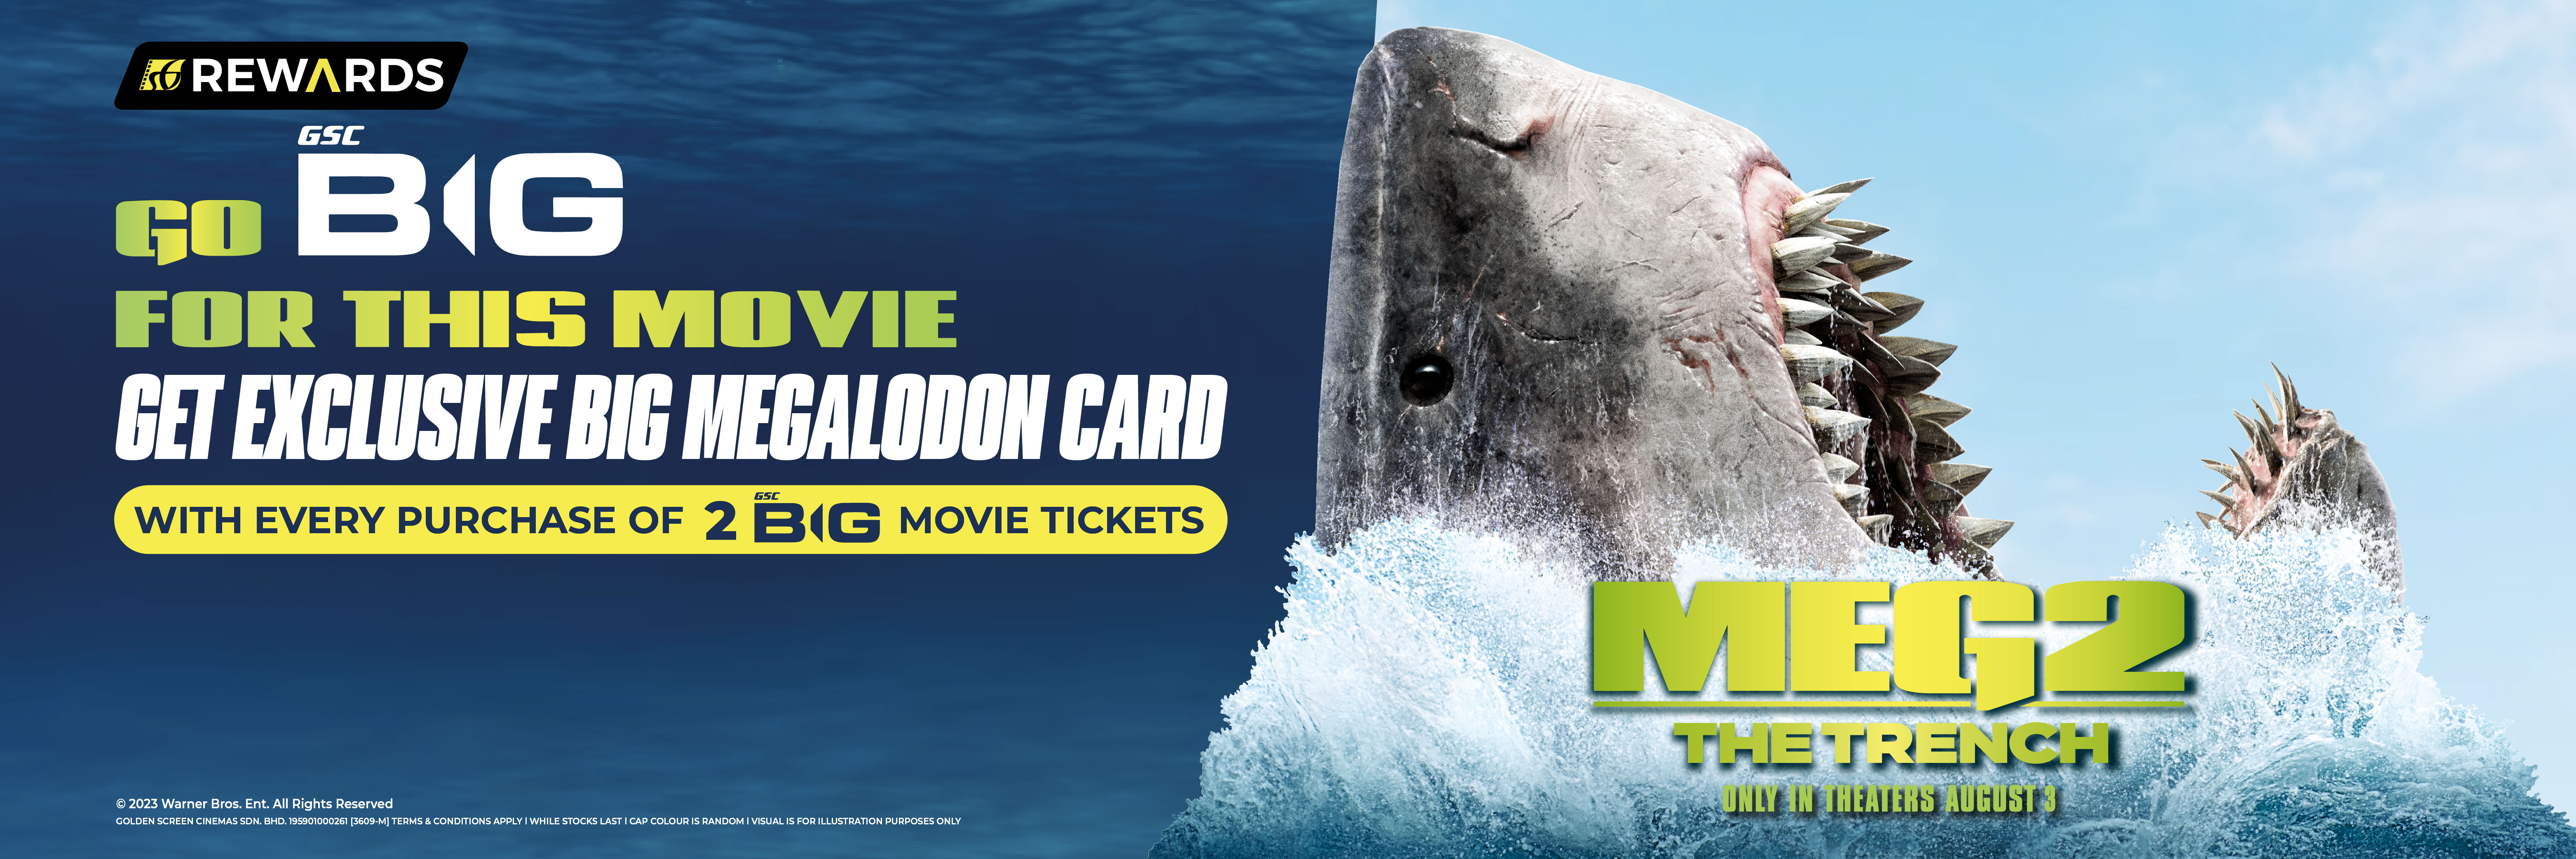 REWARDS
GSC
GO BIG
FOR THIS MOVIE
GET EXCLUSIVE BIG MEGALODON CARD
WITH EVERY PURCHASE OF 2 GSC BIG MOVIE TICKETS
MEG2
THE TRENCH
ONLY IN THEATERS AUGUST 3
© 2023 Warner Bros. Ent. All Rights Reserved
GOLDEN SCREEN CINEMAS SDN. BHD. 195901000261 [3609-M] TERMS & CONDITIONS APPLY I WHILE STOCKS LAST I CAP COLOUR IS RANDOM I VISUAL IS FOR ILLUSTRATION PURPOSES ONLY